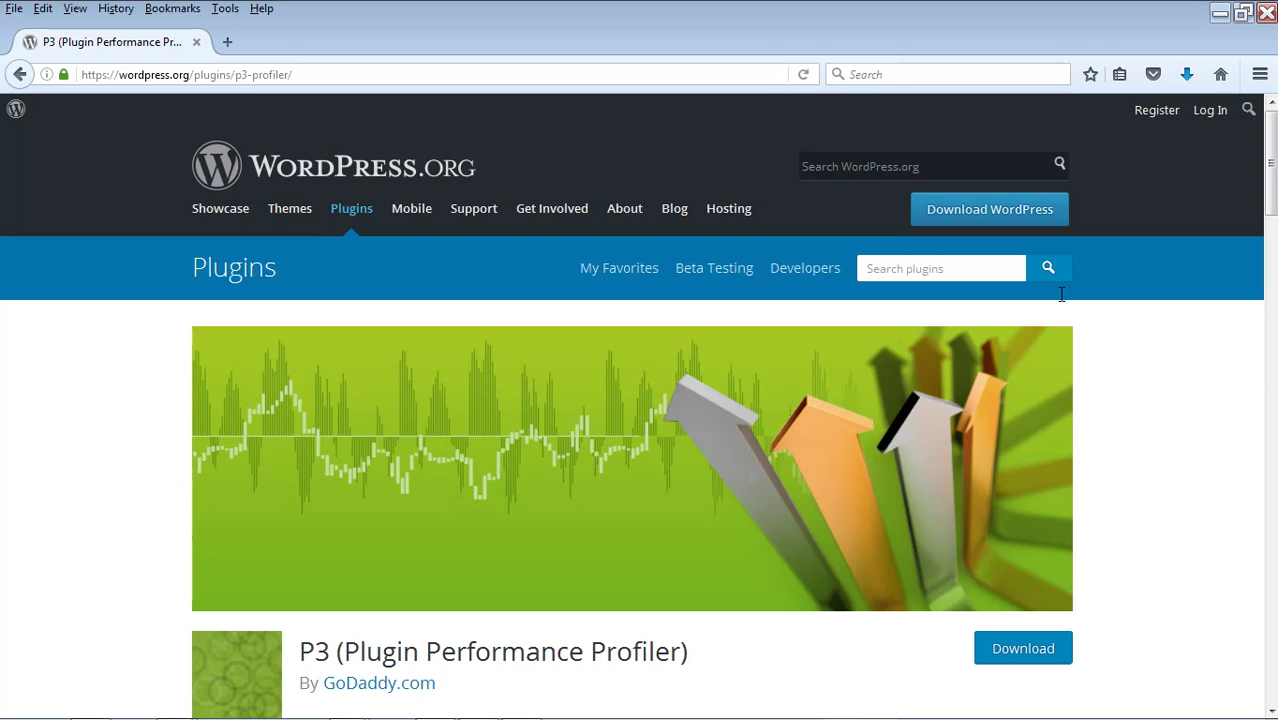 File Edit View History Bookmarks Tools Help
P3 (Plugin Performance Pr...
https://wordpress.org/plugins/p3-profiler/
Search
Register Log In
WORDPRESS.ORG
Search WordPress.org
Showcase Themes Plugins Mobile Support Get Involved About Blog Hosting
Download WordPress
Plugins
My Favorites Beta Testing Developers
Search plugins
P3 (Plugin Performance Profiler)
Download
By GoDaddy.com